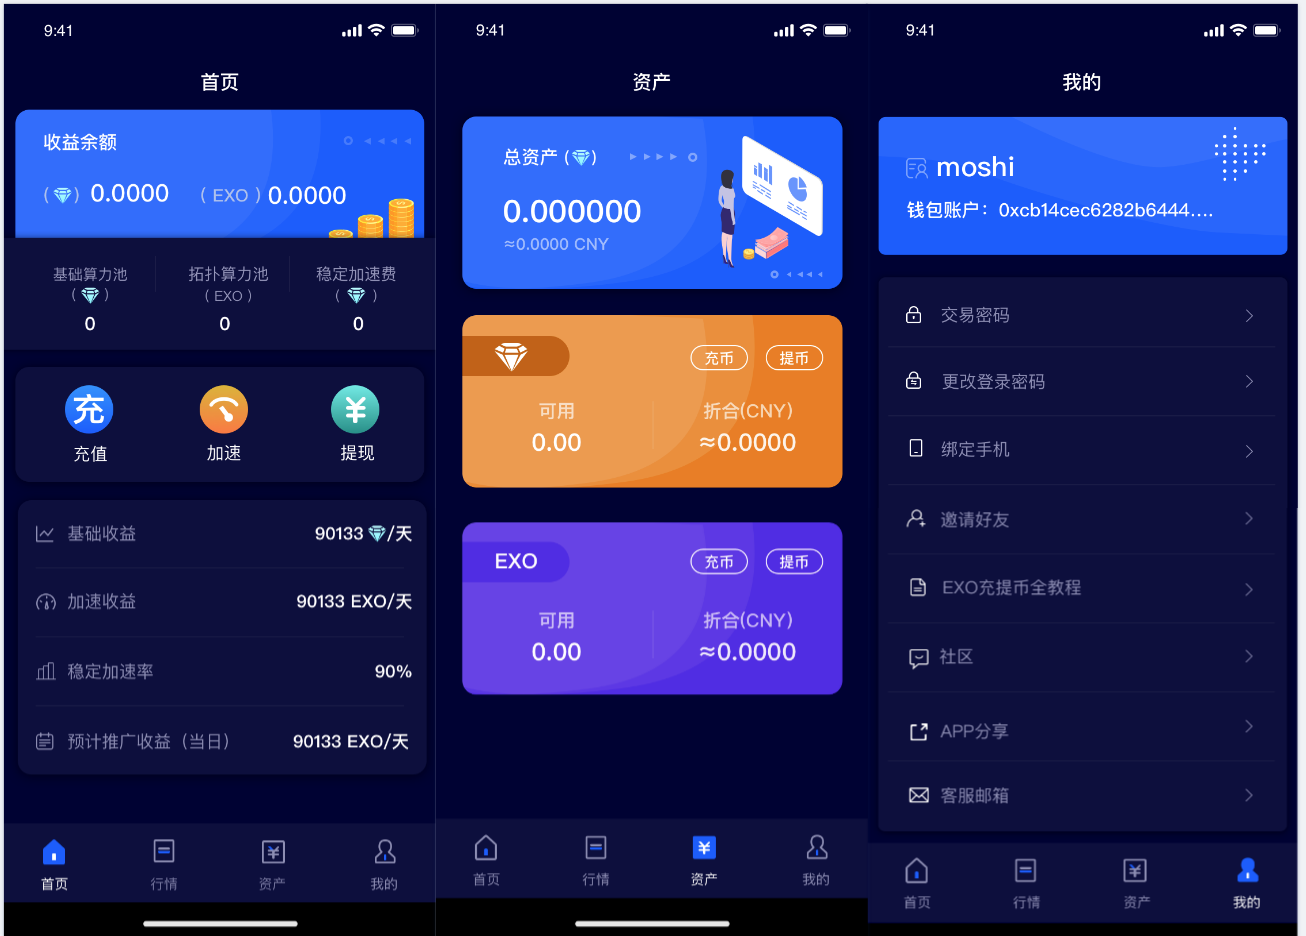 9:41
首页
收益余额
( ) 0.0000 ( EXO ) 0.0000
基础算力池
( )
0
拓扑算力池
( EXO )
0
稳定加速费
( )
0
充
充值
加速
¥
提现
基础收益 90133 /天
加速收益 90133 EXO/天
稳定加速率 90%
预计推广收益（当日） 90133 EXO/天
首页 行情 资产 我的
9:41
资产
总资产 ( )
0.000000
≈0.0000 CNY
充币 提币
可用 折合(CNY)
0.00 ≈0.0000
EXO 充币 提币
可用 折合(CNY)
0.00 ≈0.0000
首页 行情 资产 我的
9:41
我的
moshi
钱包账户：0xcb14cec6282b6444....
交易密码
更改登录密码
绑定手机
邀请好友
EXO充提币全教程
社区
APP分享
客服邮箱
首页 行情 资产 我的